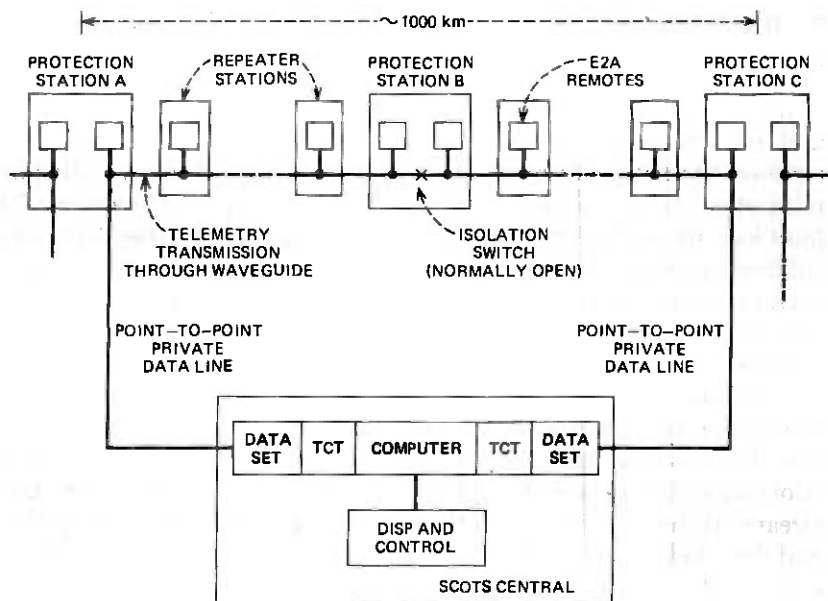 ~1000 km
PROTECTION
STATION A
REPEATER
STATIONS
PROTECTION
STATION B
E2A
REMOTES
PROTECTION
STATION C
TELEMETRY
TRANSMISSION
THROUGH WAVEGUIDE
ISOLATION
SWITCH
(NORMALLY OPEN)
POINT–TO–POINT
PRIVATE
DATA LINE
POINT–TO–POINT
PRIVATE
DATA LINE
DATA
SET
TCT
COMPUTER
TCT
DATA
SET
DISP AND
CONTROL
SCOTS CENTRAL